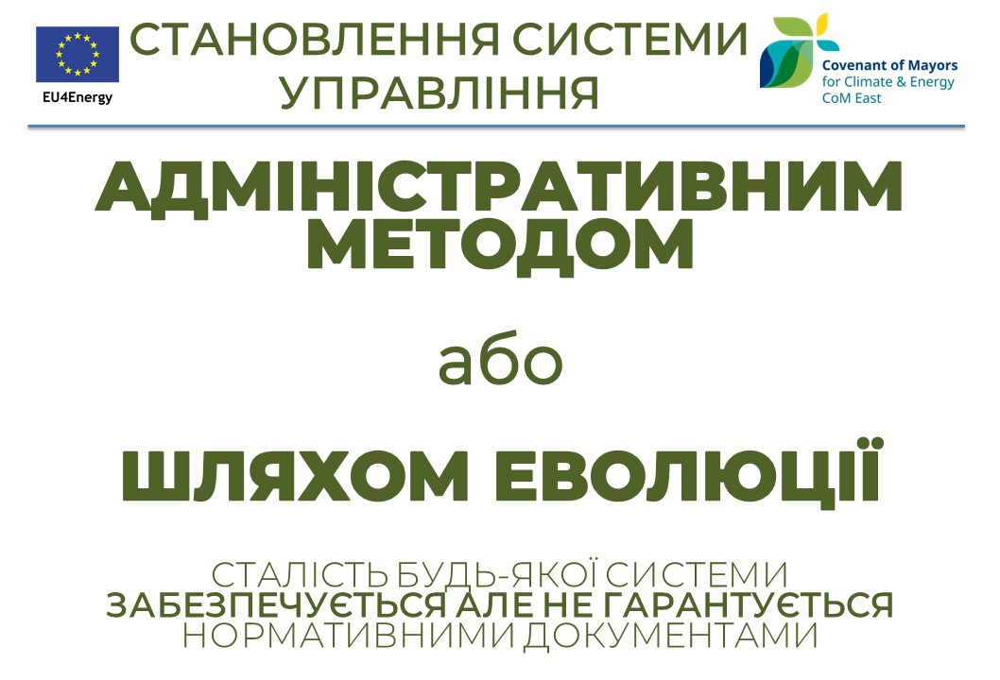 СТАНОВЛЕННЯ СИСТЕМИ
УПРАВЛІННЯ
EU4Energy
Covenant of Mayors
for Climate & Energy
CoM East
АДМІНІСТРАТИВНИМ
МЕТОДОМ
або
ШЛЯХОМ ЕВОЛЮЦІЇ
СТАЛІСТЬ БУДЬ-ЯКОЇ СИСТЕМИ
ЗАБЕЗПЕЧУЄТЬСЯ АЛЕ НЕ ГАРАНТУЄТЬСЯ
НОРМАТИВНИМИ ДОКУМЕНТАМИ